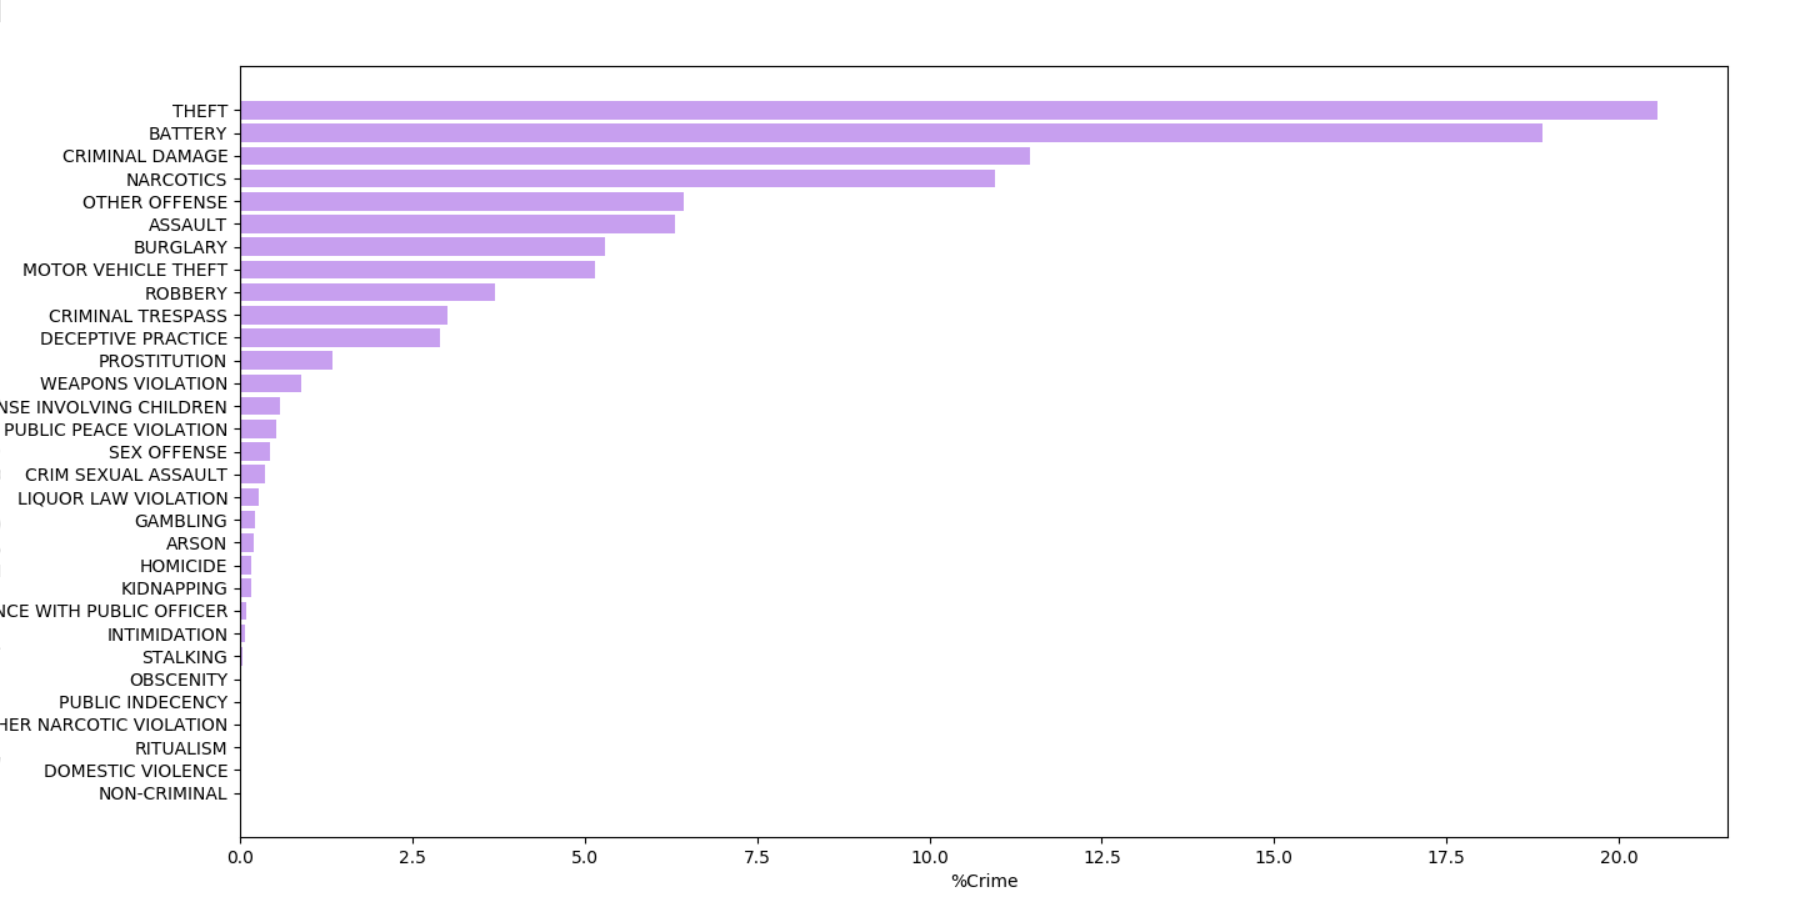 THEFT
BATTERY
CRIMINAL DAMAGE
NARCOTICS
OTHER OFFENSE
ASSAULT
BURGLARY
MOTOR VEHICLE THEFT
ROBBERY
CRIMINAL TRESPASS
DECEPTIVE PRACTICE
PROSTITUTION
WEAPONS VIOLATION
NSE INVOLVING CHILDREN
PUBLIC PEACE VIOLATION
SEX OFFENSE
CRIM SEXUAL ASSAULT
LIQUOR LAW VIOLATION
GAMBLING
ARSON
HOMICIDE
KIDNAPPING
NCE WITH PUBLIC OFFICER
INTIMIDATION
STALKING
OBSCENITY
PUBLIC INDECENCY
HER NARCOTIC VIOLATION
RITUALISM
DOMESTIC VIOLENCE
NON-CRIMINAL
0.0 2.5 5.0 7.5 10.0 12.5 15.0 17.5 20.0
%Crime